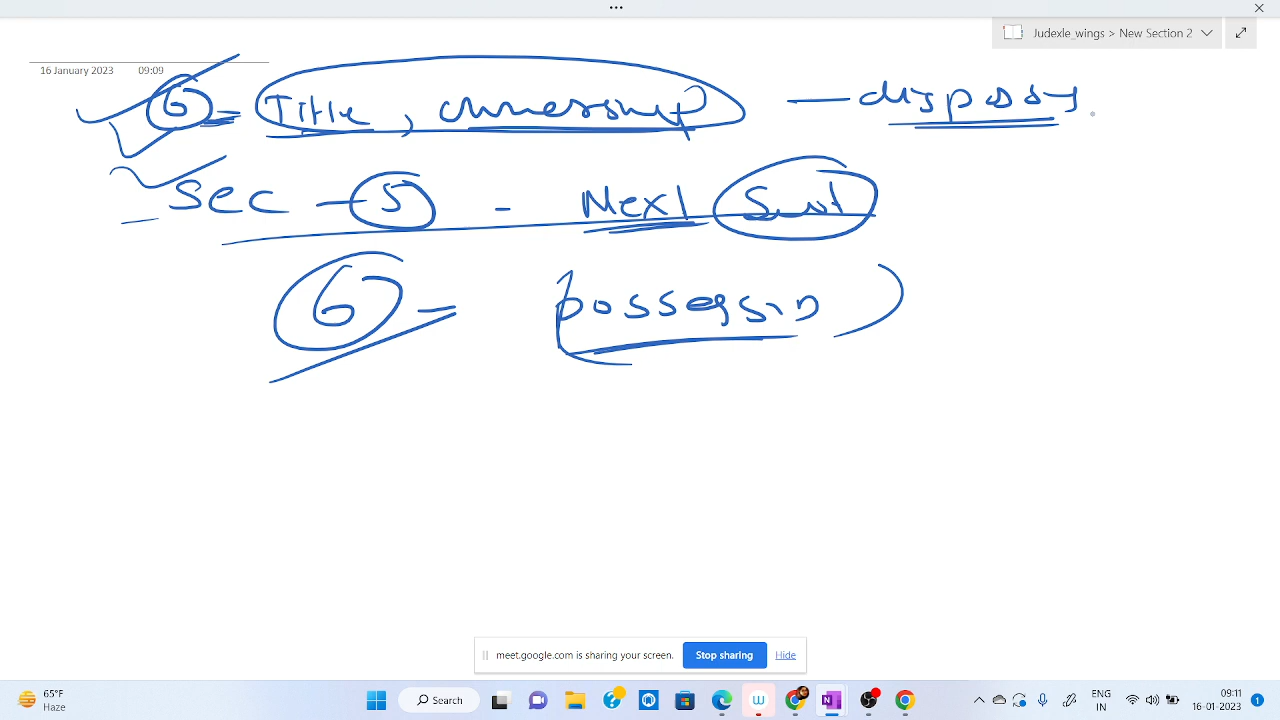 Judexle_wings > New Section 2
16 January 2023 09:09
6 = Title, ownership — disposs
Sec - 5 - Next Suit
6 = possession
meet.google.com is sharing your screen. Stop sharing Hide
65°F
Haze
Search
ENG
IN
09:11
16-01-2023
1